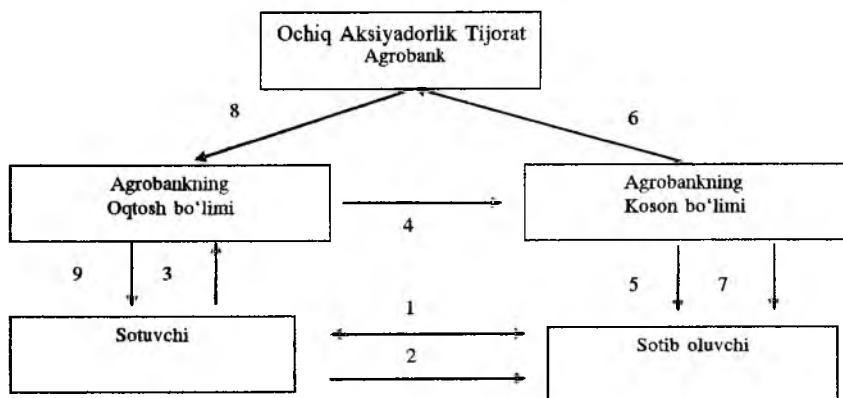 Ochiq Aksiyadorlik Tijorat
Agrobank
8
6
Agrobankning
Oqtosh bo‘limi
Agrobankning
Koson bo‘limi
4
9
3
5
7
1
Sotuvchi
Sotib oluvchi
2